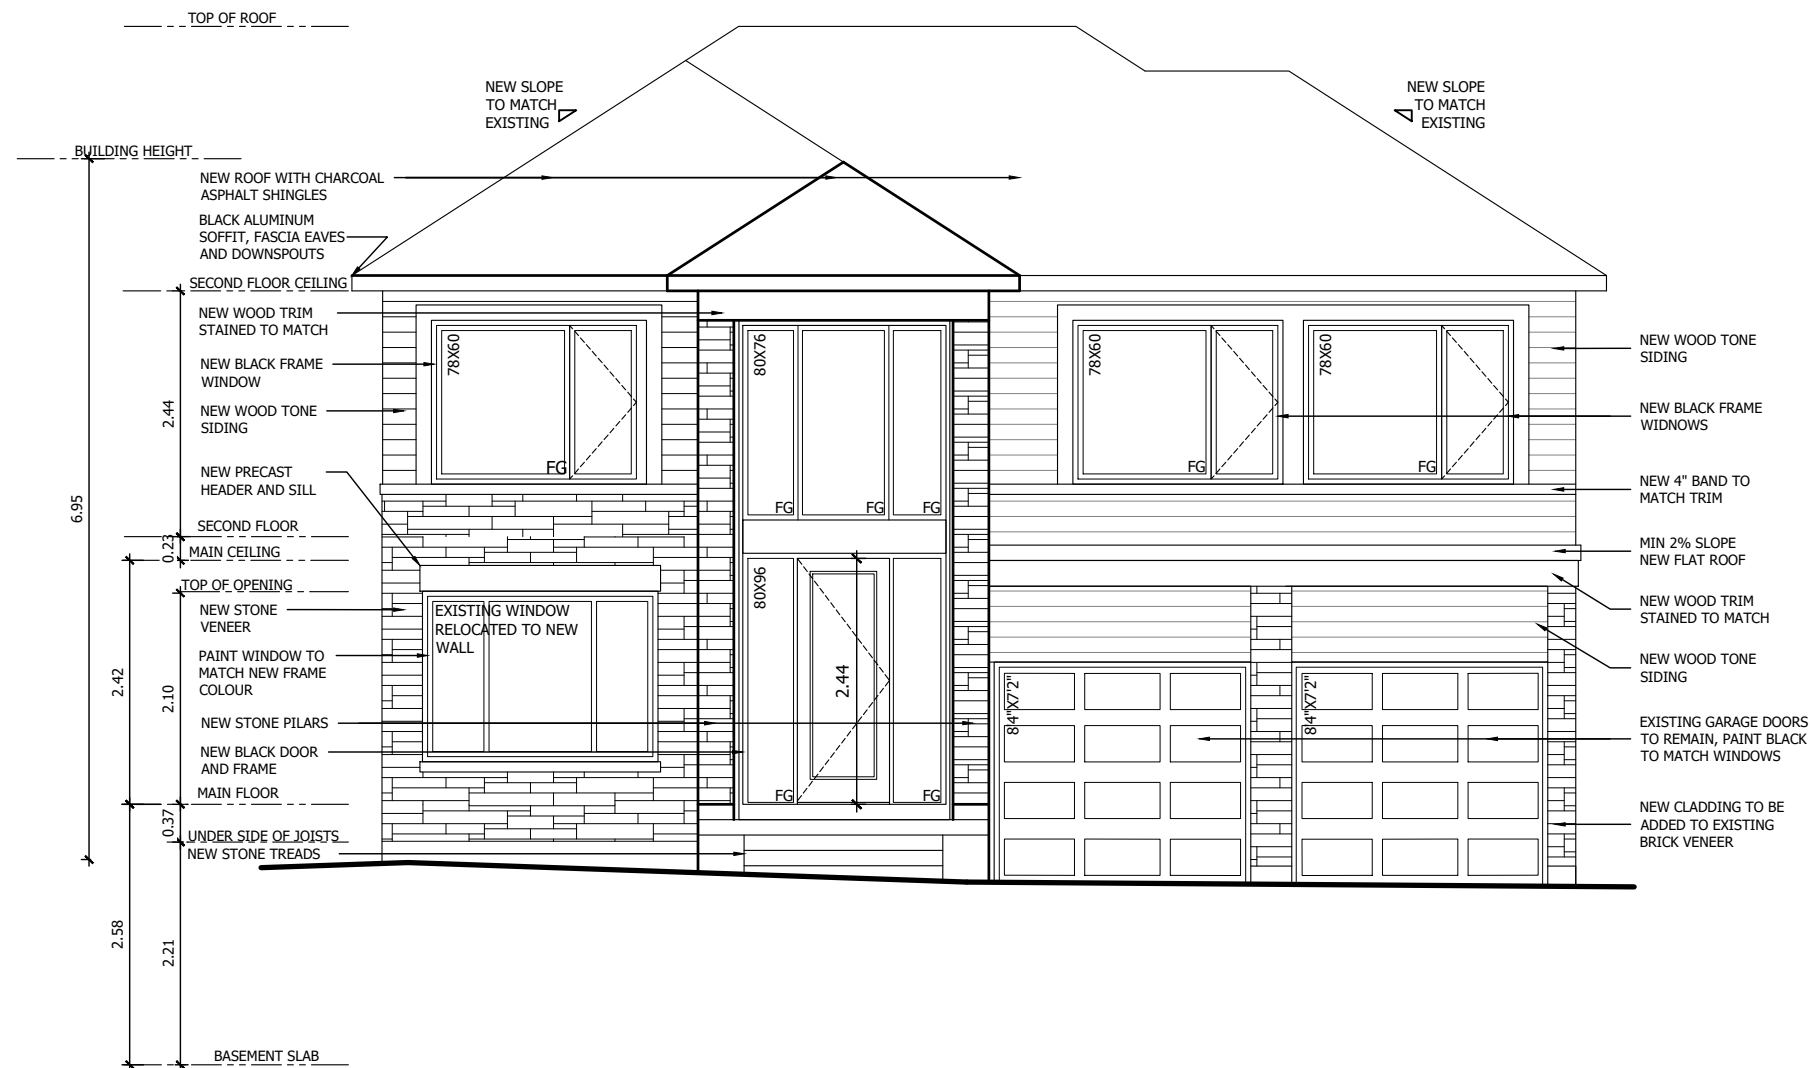 TOP OF ROOF
NEW SLOPE
TO MATCH
EXISTING
NEW SLOPE
TO MATCH
EXISTING
BUILDING HEIGHT
NEW ROOF WITH CHARCOAL
ASPHALT SHINGLES
BLACK ALUMINUM
SOFFIT, FASCIA EAVES
AND DOWNSPOUTS
SECOND FLOOR CEILING
NEW WOOD TRIM
STAINED TO MATCH
NEW BLACK FRAME
WINDOW
NEW WOOD TONE
SIDING
NEW PRECAST
HEADER AND SILL
SECOND FLOOR
MAIN CEILING
TOP OF OPENING
NEW STONE
VENEER
PAINT WINDOW TO
MATCH NEW FRAME
COLOUR
NEW STONE PILARS
NEW BLACK DOOR
AND FRAME
MAIN FLOOR
UNDER SIDE OF JOISTS
NEW STONE TREADS
BASEMENT SLAB
6.95
2.44
0.23
2.42
2.10
0.37
2.58
2.21
78X60
FG
80X76
FG
FG
FG
78X60
FG
78X60
FG
EXISTING WINDOW
RELOCATED TO NEW
WALL
80X96
2.44
FG
FG
8'4"X7'2"
8'4"X7'2"
NEW WOOD TONE
SIDING
NEW BLACK FRAME
WIDNOWS
NEW 4" BAND TO
MATCH TRIM
MIN 2% SLOPE
NEW FLAT ROOF
NEW WOOD TRIM
STAINED TO MATCH
NEW WOOD TONE
SIDING
EXISTING GARAGE DOORS
TO REMAIN, PAINT BLACK
TO MATCH WINDOWS
NEW CLADDING TO BE
ADDED TO EXISTING
BRICK VENEER